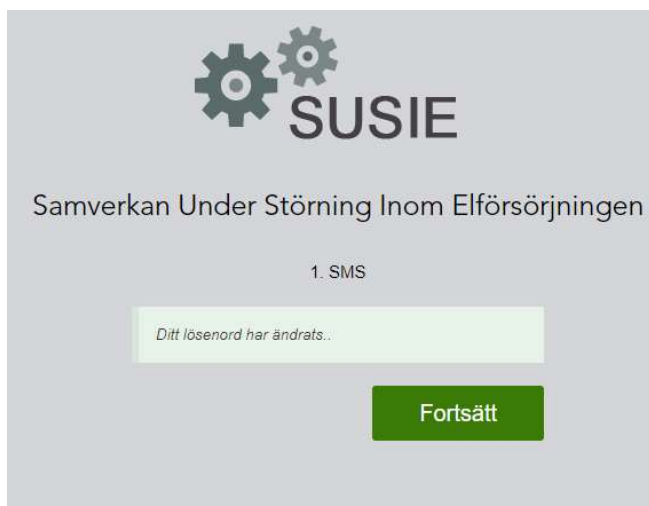 SUSIE
Samverkan Under Störning Inom Elförsörjningen
1. SMS
Ditt lösenord har ändrats..
Fortsätt